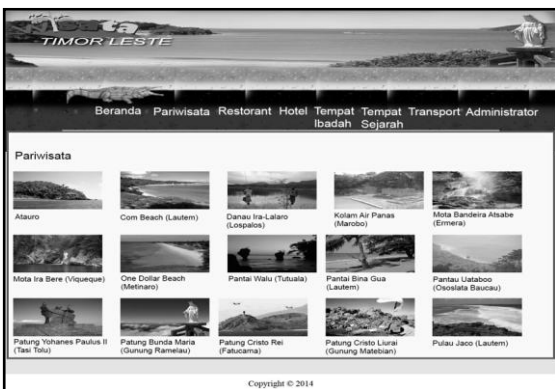 TIMOR LESTE
Beranda Pariwisata Restorant Hotel Tempat Ibadah Tempat Sejarah Transport Administrator
Pariwisata
Atauro
Com Beach (Lautem)
Danau Ira-Lalaro
(Lospalos)
Kolam Air Panas
(Marobo)
Mota Bandeira Atsabe
(Ermera)
Mota Ira Bere (Viqueque)
One Dollar Beach
(Metinaro)
Pantai Walu (Tutuala)
Pantai Bina Gua
(Lautem)
Pantau Uataboo
(Ososlata Baucau)
Patung Yohanes Paulus II
(Tasi Tolu)
Patung Bunda Maria
(Gunung Ramelau)
Patung Cristo Rei
(Fatucama)
Patung Cristo Liurai
(Gunung Matebian)
Pulau Jaco (Lautem)
Copyright © 2014